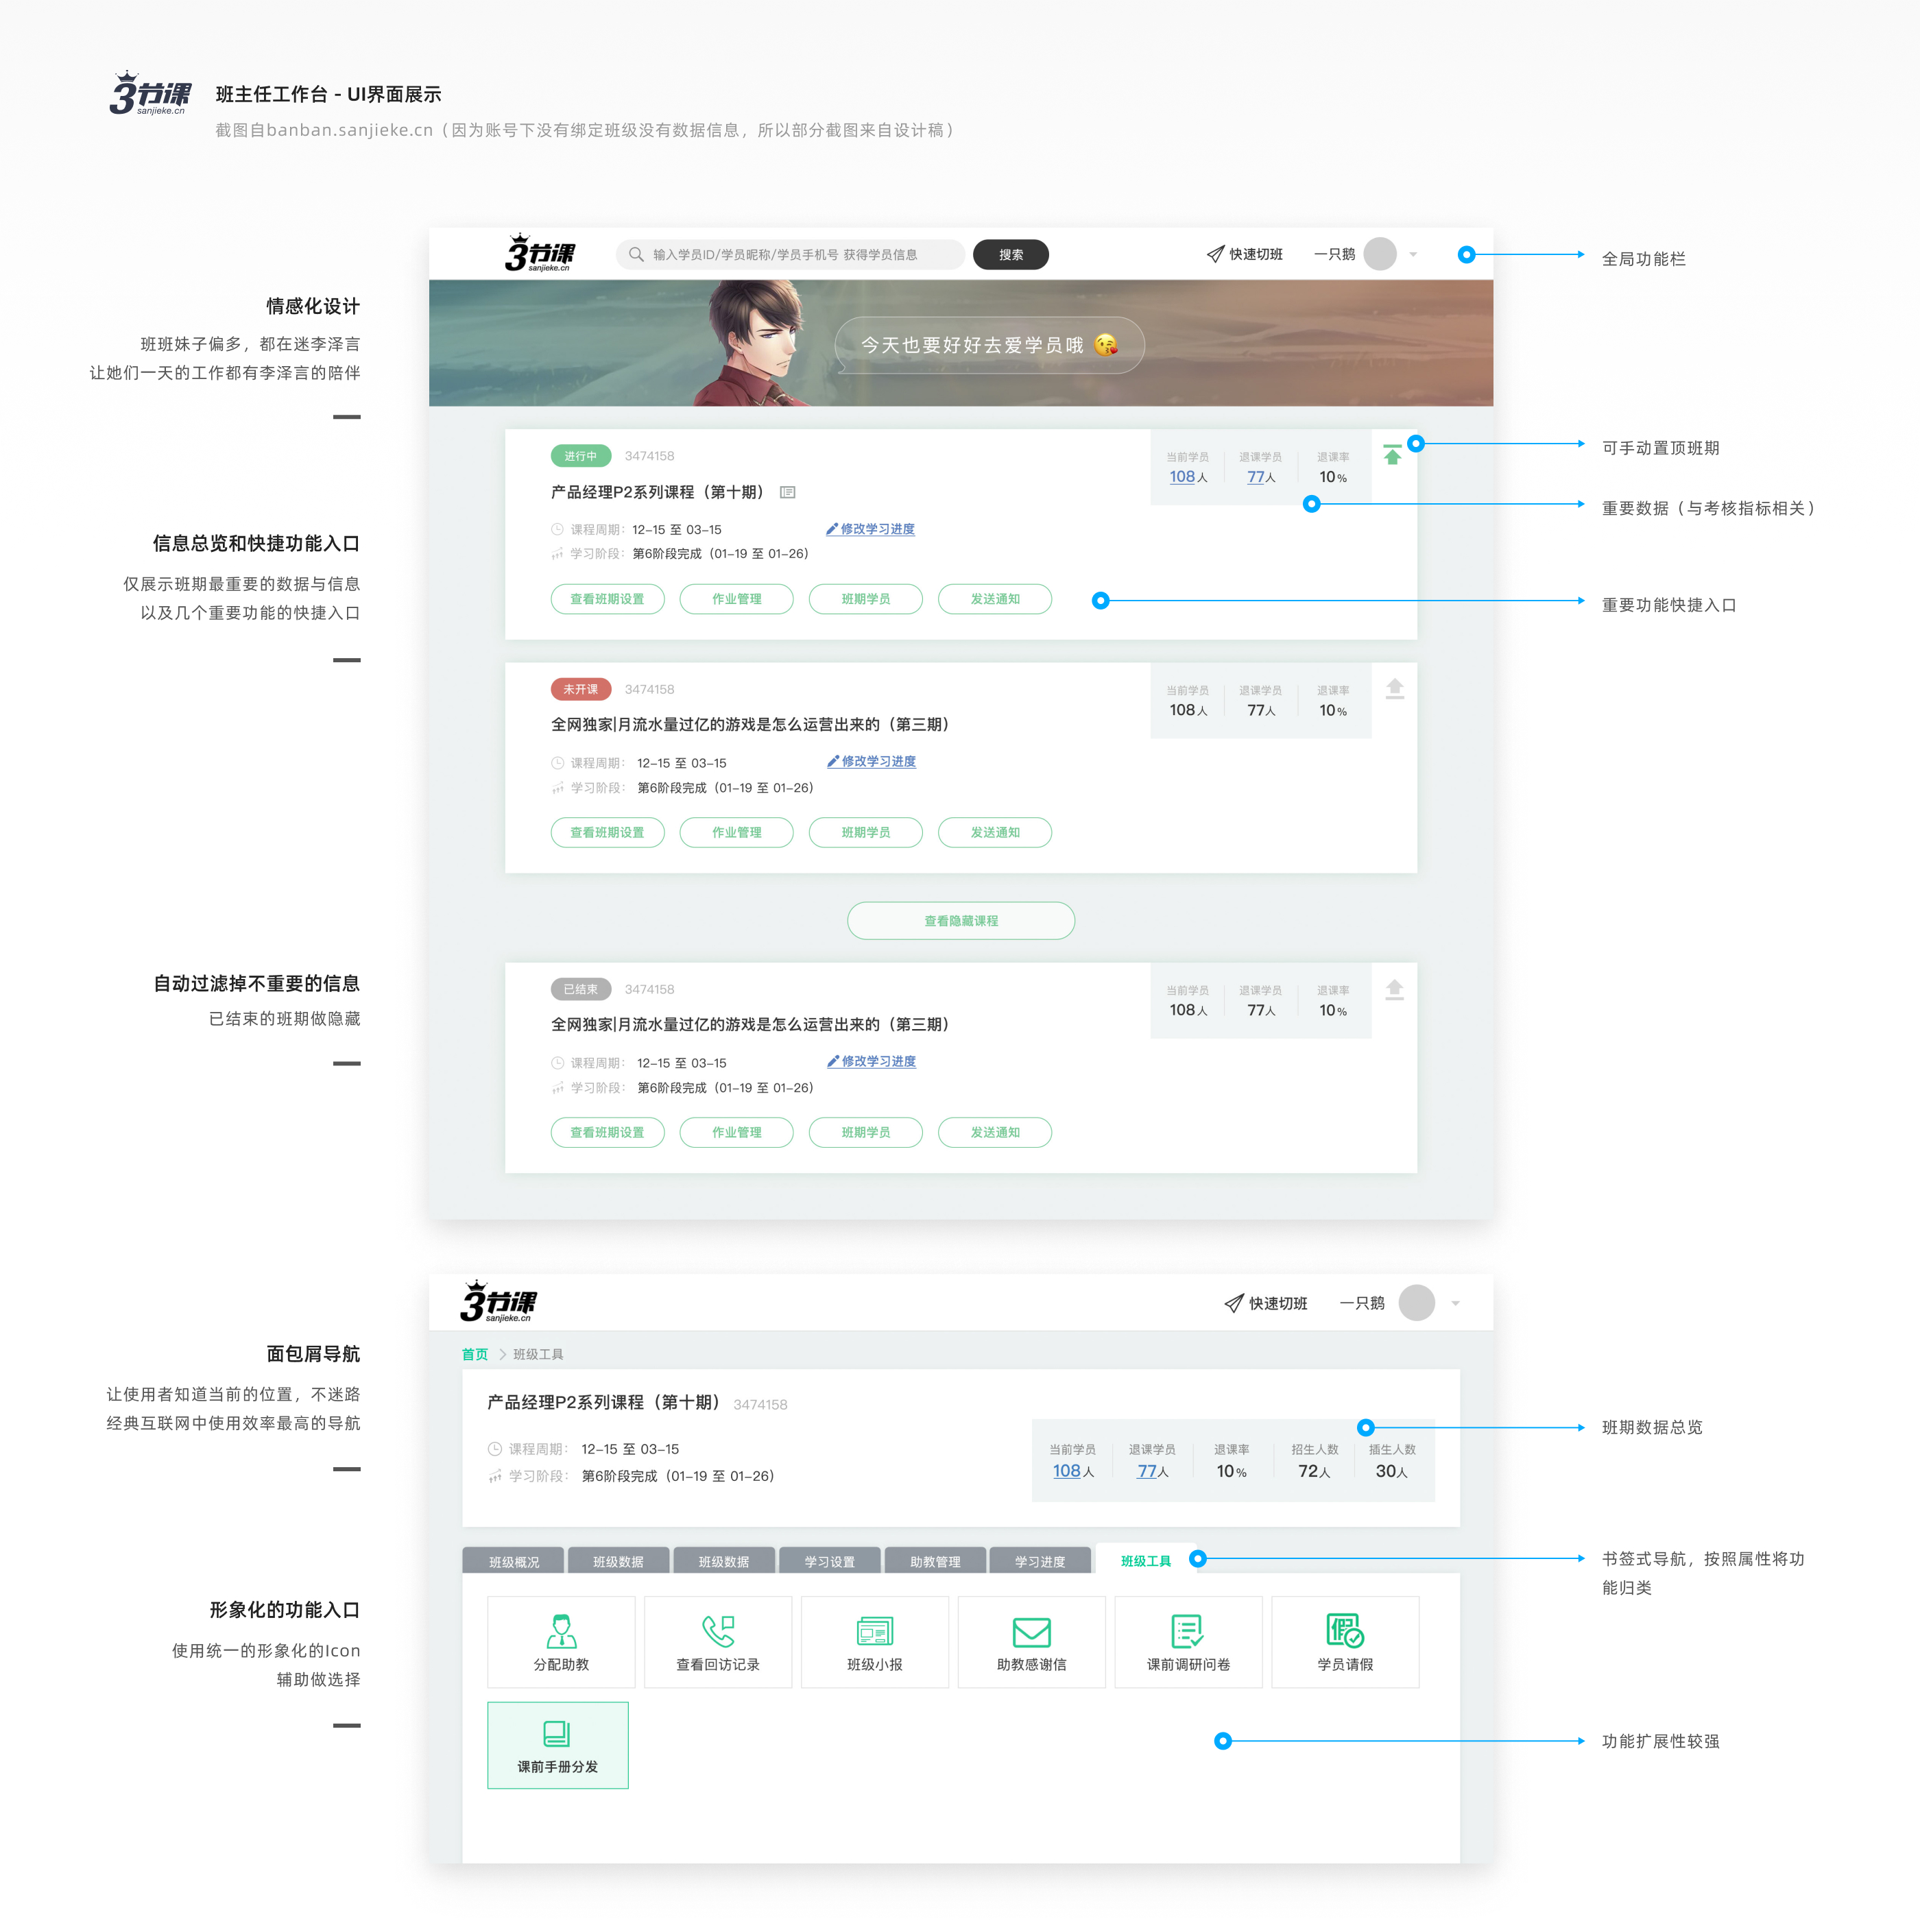 3节课
sanjieke.cn
班主任工作台 - UI界面展示
截图自banban.sanjieke.cn（因为账号下没有绑定班级没有数据信息，所以部分截图来自设计稿）
3节课
sanjieke.cn
输入学员ID/学员昵称/学员手机号 获得学员信息
搜索
快速切班
一只鹅
全局功能栏
情感化设计
班班妹子偏多，都在迷李泽言
让她们一天的工作都有李泽言的陪伴
今天也要好好去爱学员哦 😘
进行中
3474158
当前学员
108人
退课学员
77人
退课率
10%
可手动置顶班期
产品经理P2系列课程（第十期）
重要数据（与考核指标相关）
课程周期：
12-15 至 03-15
修改学习进度
学习阶段：
第6阶段完成（01-19 至 01-26）
信息总览和快捷功能入口
仅展示班期最重要的数据与信息
以及几个重要功能的快捷入口
查看班期设置
作业管理
班期学员
发送通知
重要功能快捷入口
未开课
3474158
当前学员
108人
退课学员
77人
退课率
10%
全网独家|月流水量过亿的游戏是怎么运营出来的（第三期）
课程周期：
12-15 至 03-15
修改学习进度
学习阶段：
第6阶段完成（01-19 至 01-26）
查看班期设置
作业管理
班期学员
发送通知
查看隐藏课程
自动过滤掉不重要的信息
已结束的班期做隐藏
已结束
3474158
当前学员
108人
退课学员
77人
退课率
10%
全网独家|月流水量过亿的游戏是怎么运营出来的（第三期）
课程周期：
12-15 至 03-15
修改学习进度
学习阶段：
第6阶段完成（01-19 至 01-26）
查看班期设置
作业管理
班期学员
发送通知
3节课
sanjieke.cn
快速切班
一只鹅
面包屑导航
让使用者知道当前的位置，不迷路
经典互联网中使用效率最高的导航
首页
班级工具
产品经理P2系列课程（第十期）
3474158
课程周期：
12-15 至 03-15
学习阶段：
第6阶段完成（01-19 至 01-26）
当前学员
108人
退课学员
77人
退课率
10%
招生人数
72人
插生人数
30人
班期数据总览
班级概况
班级数据
班级数据
学习设置
助教管理
学习进度
班级工具
书签式导航，按照属性将功
能归类
形象化的功能入口
使用统一的形象化的Icon
辅助做选择
分配助教
查看回访记录
班级小报
助教感谢信
课前调研问卷
假
学员请假
课前手册分发
功能扩展性较强